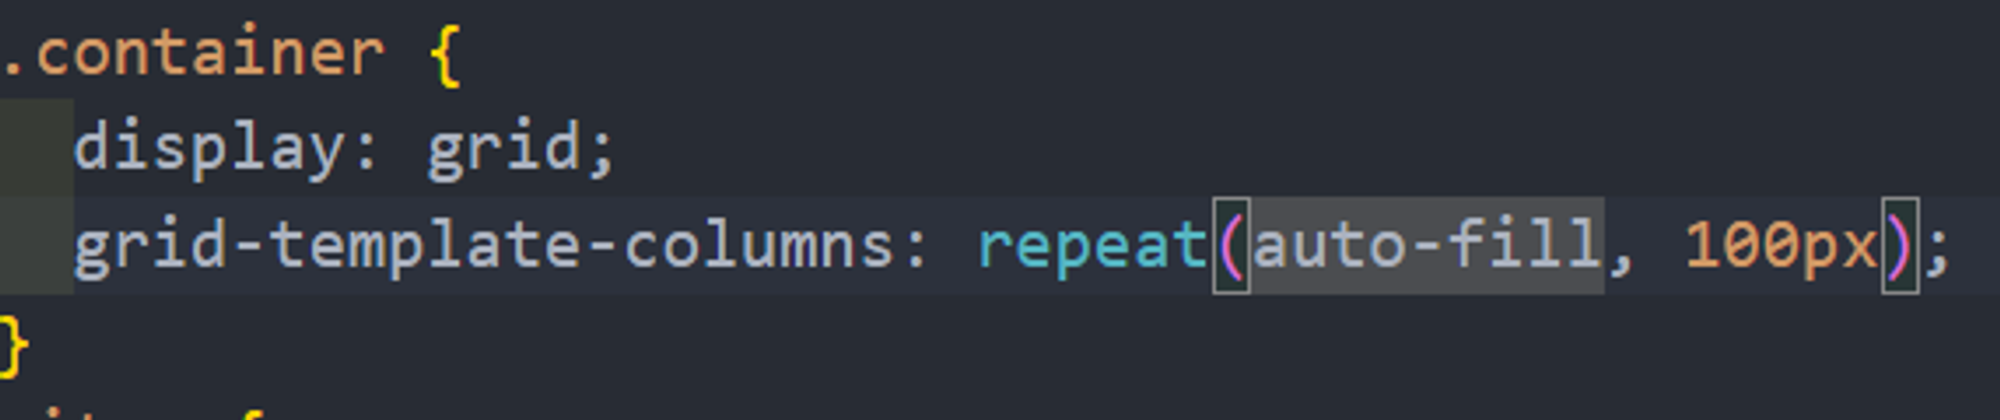 .container {
display: grid;
grid-template-columns: repeat(auto-fill, 100px);
}